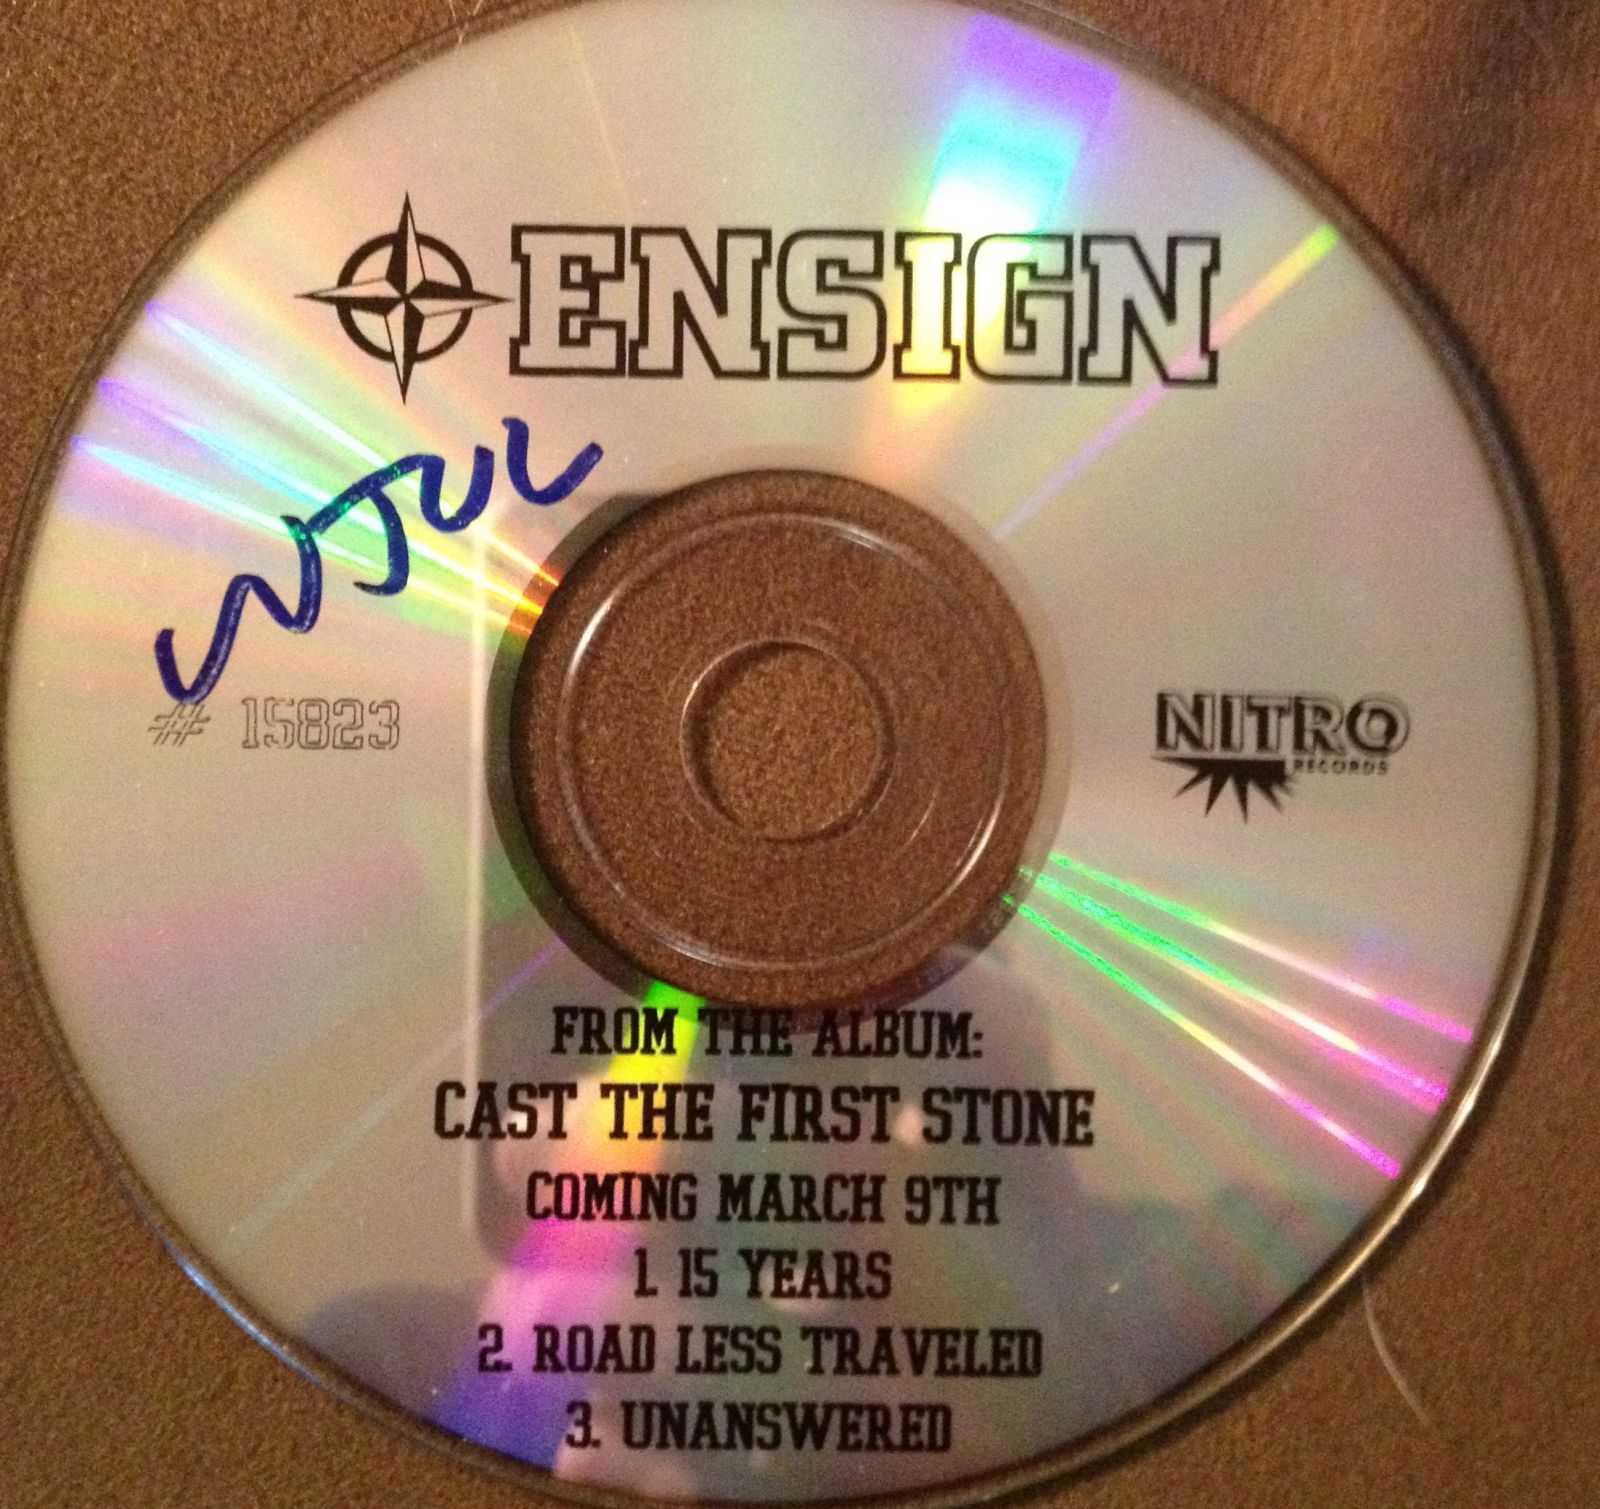 ENSIGN
WJUL
# 15823
NITRO
RECORDS
FROM THE ALBUM:
CAST THE FIRST STONE
COMING MARCH 9TH
1. 15 YEARS
2. ROAD LESS TRAVELED
3. UNANSWERED